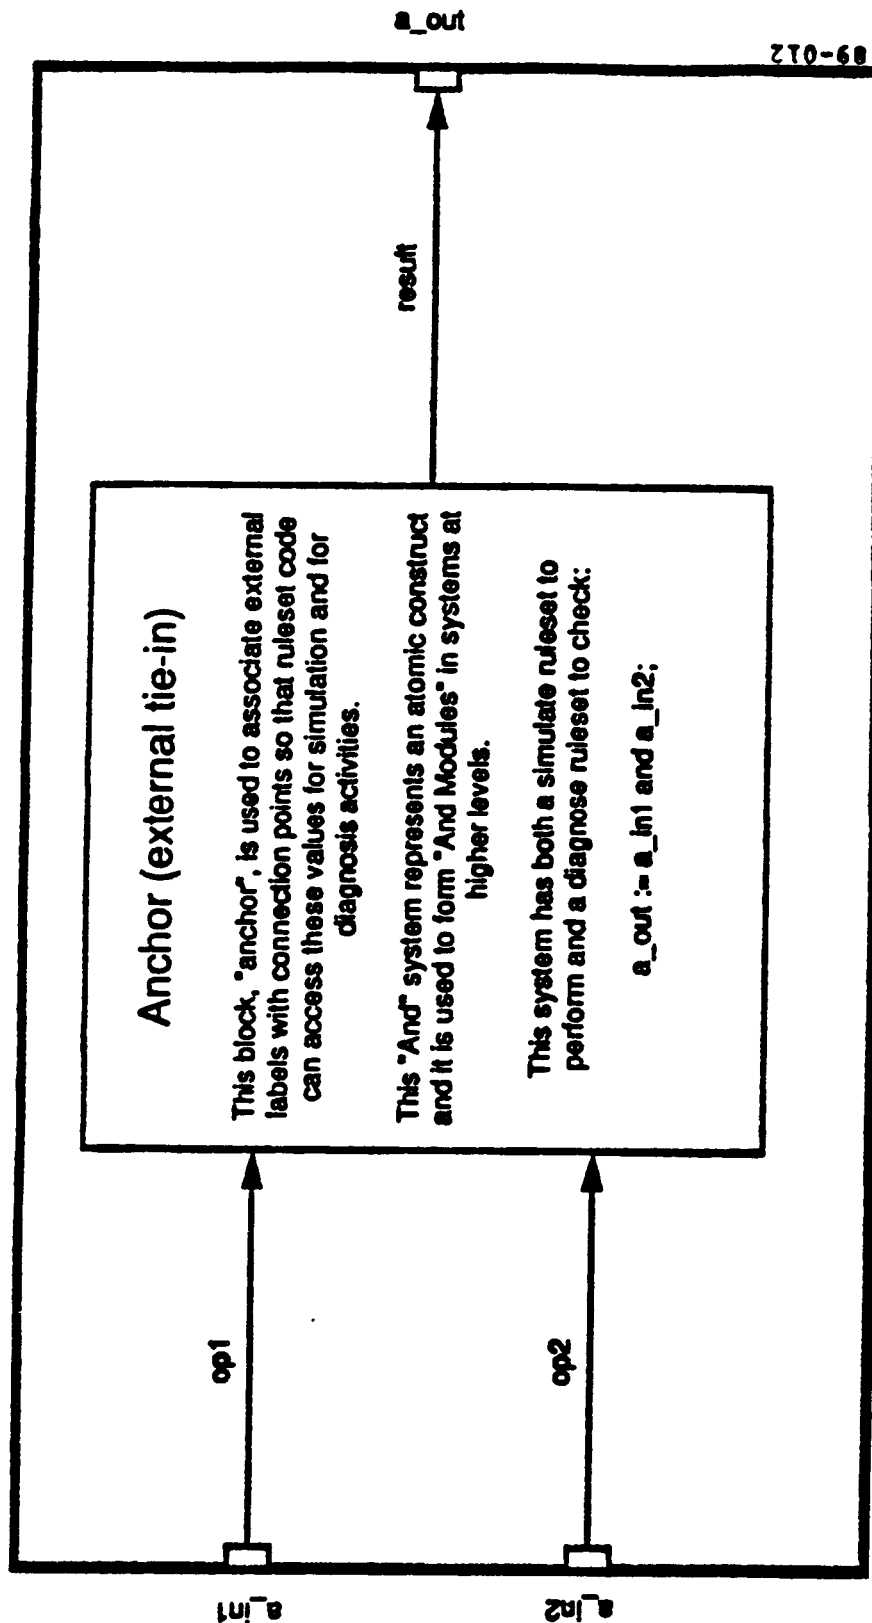 a_out
89-012
result
Anchor (external tie-in)
This block, "anchor", is used to associate external
labels with connection points so that ruleset code
can access these values for simulation and for
diagnosis activities.
This "And" system represents an atomic construct
and it is used to form "And Modules" in systems at
higher levels.
This system has both a simulate ruleset to
perform and a diagnose ruleset to check:
a_out := a_in1 and a_in2;
op1
op2
a_in1
a_in2